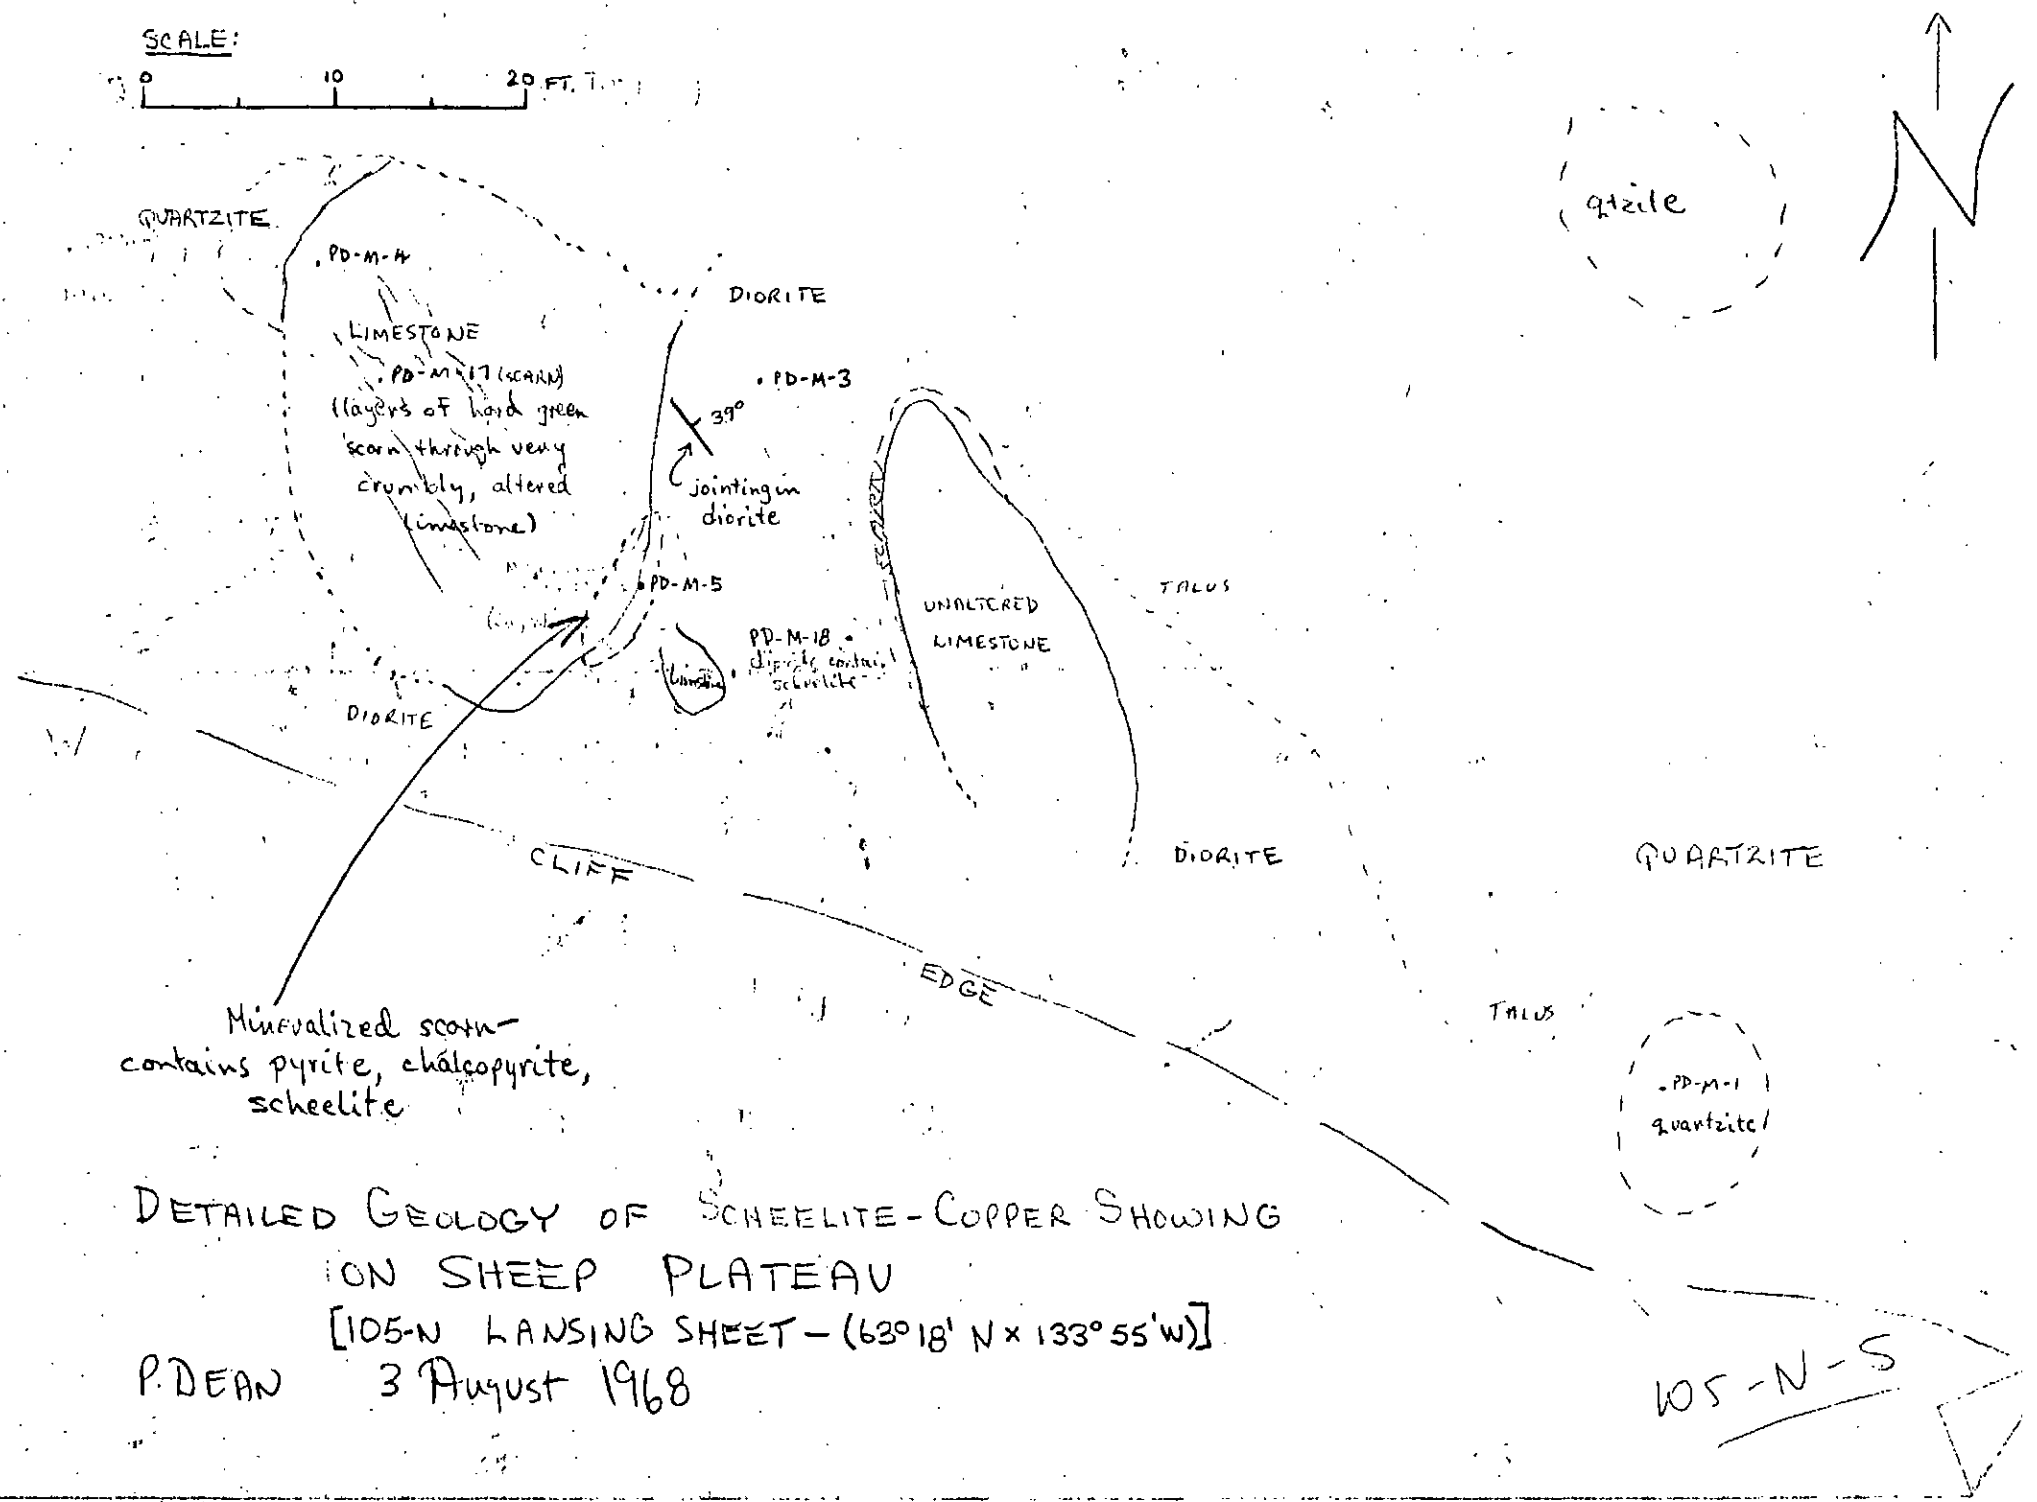 SCALE:
0 10 20 FT.
N
qtzite
QUARTZITE
.PD-M-4
DIORITE
LIMESTONE
.PD-M-17 (SCARN)
(layers of hard green
scarn through very
crumbly, altered
limestone)
.PD-M-3
39°
jointing in
diorite
SCARN
PD-M-5
TALUS
UNALTERED
LIMESTONE
PD-M-18
scheelite
Limestone
DIORITE
CLIFF
EDGE
DIORITE
QUARTZITE
TALUS
Mineralized scarn-
contains pyrite, chalcopyrite,
scheelite
.PD-M-1
quartzite
DETAILED GEOLOGY OF SCHEELITE-COPPER SHOWING
ON SHEEP PLATEAU
[105-N LANSING SHEET - (63° 18' N x 133° 55' W)]
P. DEAN 3 August 1968
105-N-5